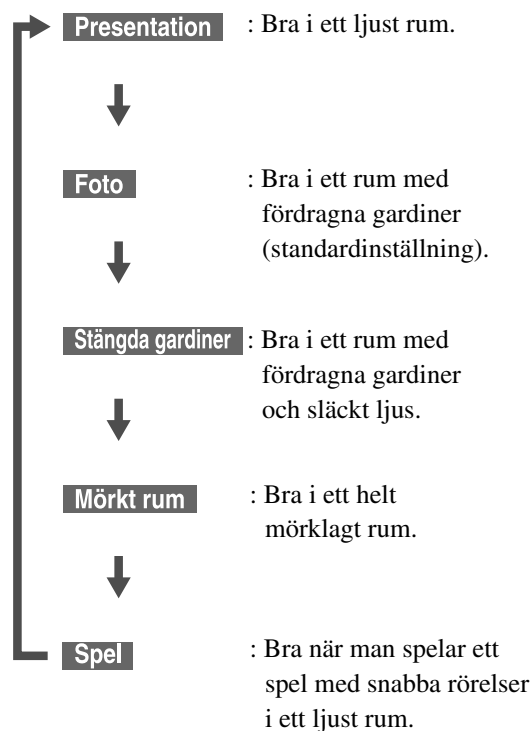 Presentation : Bra i ett ljust rum.
Foto : Bra i ett rum med
fördragna gardiner
(standardinställning).
Stängda gardiner : Bra i ett rum med
fördragna gardiner
och släckt ljus.
Mörkt rum : Bra i ett helt
mörklagt rum.
Spel : Bra när man spelar ett
spel med snabba rörelser
i ett ljust rum.